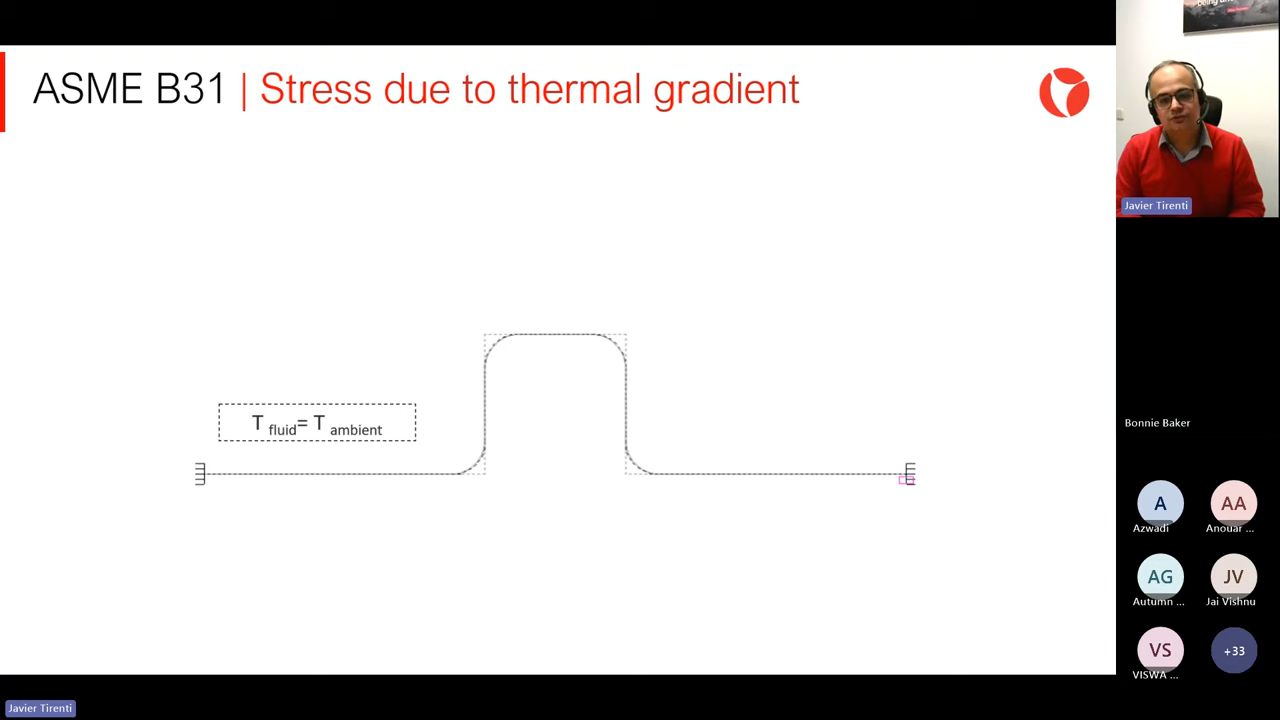 ASME B31 | Stress due to thermal gradient
T fluid= T ambient
Javier Tirenti
Bonnie Baker
A
AA
Azwadi
Anouar ...
AG
JV
Autumn ...
Jai Vishnu
VS
+33
VISWA ...
Javier Tirenti